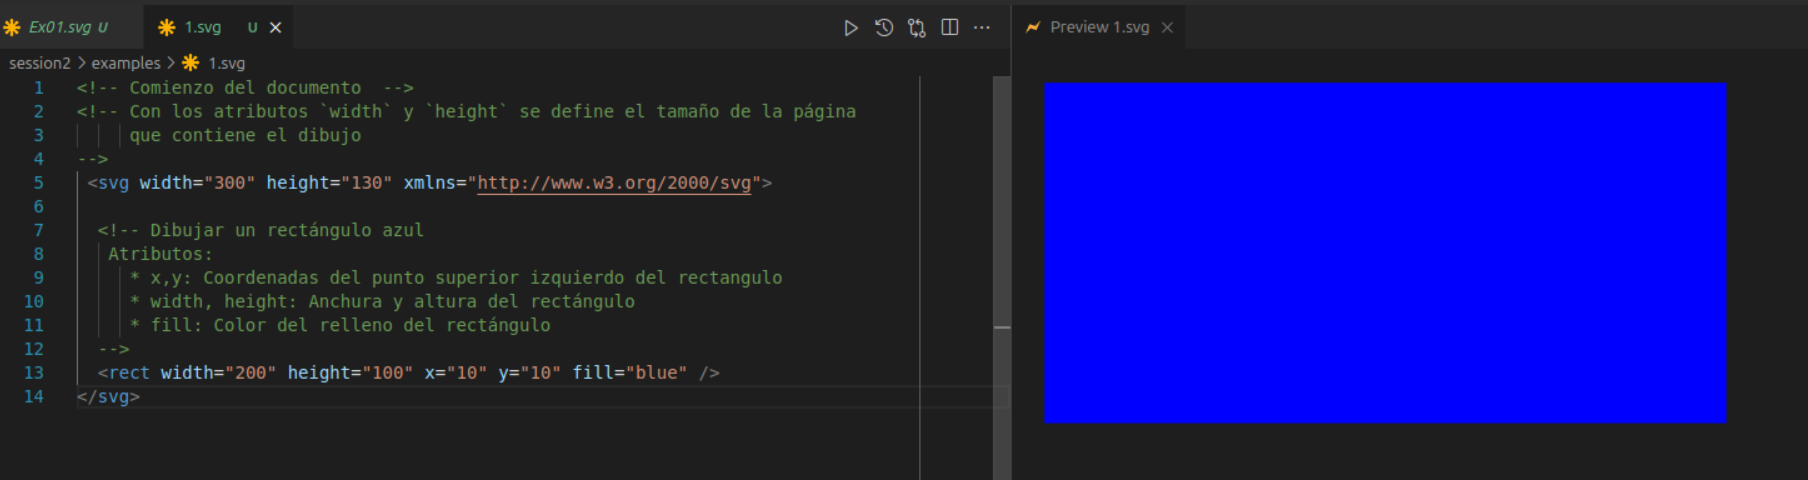 Ex01.svg U
1.svg U
Preview 1.svg
session2 > examples > 1.svg
1 <!-- Comienzo del documento  -->
2 <!-- Con los atributos `width` y `height` se define el tamaño de la página
3 que contiene el dibujo
4 -->
5 <svg width="300" height="130" xmlns="http://www.w3.org/2000/svg">
6
7 <!-- Dibujar un rectángulo azul
8 Atributos:
9 * x,y: Coordenadas del punto superior izquierdo del rectangulo
10 * width, height: Anchura y altura del rectángulo
11 * fill: Color del relleno del rectángulo
12 -->
13 <rect width="200" height="100" x="10" y="10" fill="blue" />
14 </svg>